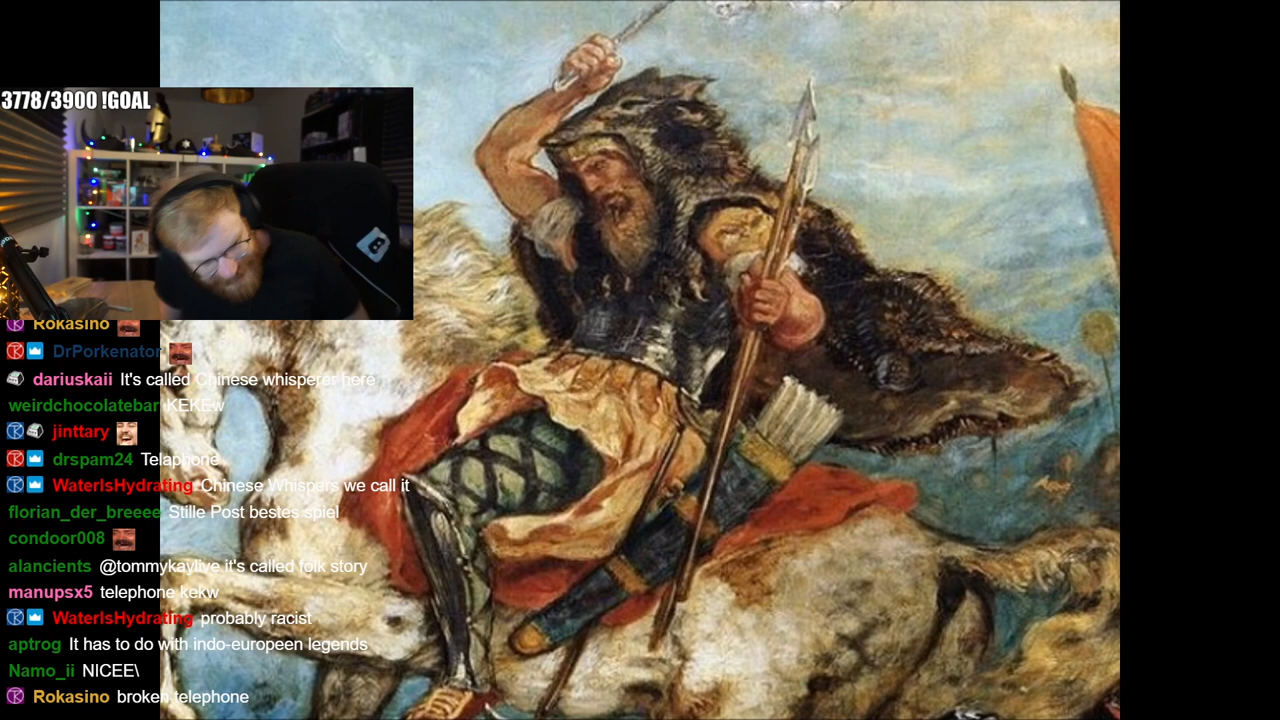 3778/3900 !GOAL
Rokasino
DrPorkenator
dariuskaii It's called Chinese whisperer here
weirdchocolatebar KEKEw
jinttary
drspam24 Telaphone
WaterIsHydrating Chinese Whispers we call it
florian_der_breeee Stille Post bestes spiel
condoor008
alancients @tommykaylive it's called folk story
manupsx5 telephone kekw
WaterIsHydrating probably racist
aptrog It has to do with indo-europeen legends
Namo_ii NICEE\
Rokasino broken telephone